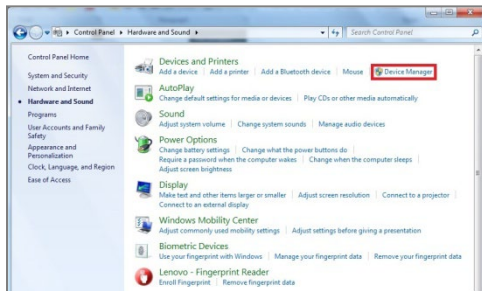 Control Panel ▸ Hardware and Sound ▸ Search Control Panel
Control Panel Home
System and Security
Network and Internet
Hardware and Sound
Programs
User Accounts and Family Safety
Appearance and Personalization
Clock, Language, and Region
Ease of Access
Devices and Printers
Add a device | Add a printer | Add a Bluetooth device | Mouse | Device Manager
AutoPlay
Change default settings for media or devices | Play CDs or other media automatically
Sound
Adjust system volume | Change system sounds | Manage audio devices
Power Options
Change battery settings | Change what the power buttons do
Require a password when the computer wakes | Change when the computer sleeps
Adjust screen brightness
Display
Make text and other items larger or smaller | Adjust screen resolution | Connect to a projector
Connect to an external display
Windows Mobility Center
Adjust commonly used mobility settings | Adjust settings before giving a presentation
Biometric Devices
Use your fingerprint with Windows | Manage your fingerprint data | Remove your fingerprint data
Lenovo - Fingerprint Reader
Enroll Fingerprint | Remove fingerprint data